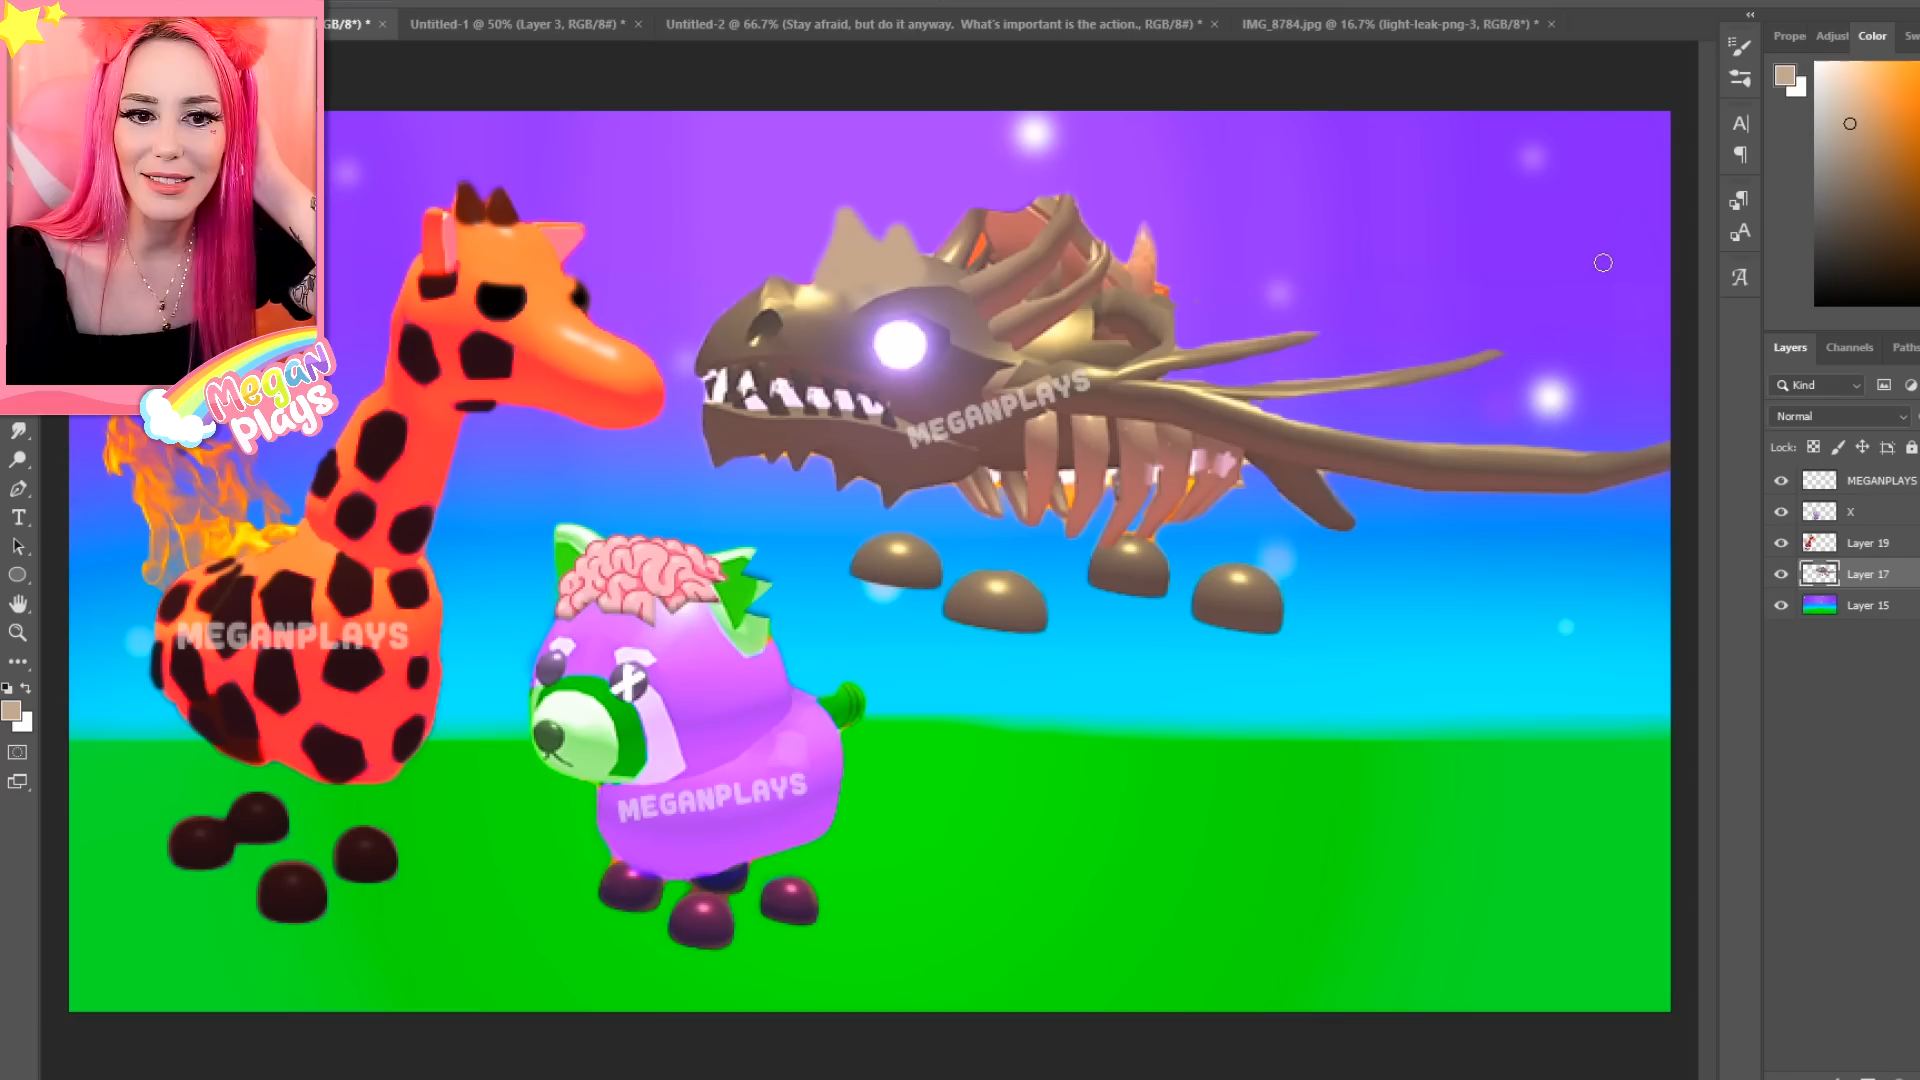 GB/8*) * ×
Untitled-1 @ 50% (Layer 3, RGB/8#) * ×
Untitled-2 @ 66.7% (Stay afraid, but do it anyway. What's important is the action., RGB/8#) * ×
IMG_8784.jpg @ 16.7% (light-leak-png-3, RGB/8*) * ×
Prope
Adjust
Color
Sw
Megan
plays
MEGANPLAYS
MEGANPLAYS
MEGANPLAYS
Layers
Channels
Paths
Kind
Normal
Lock:
MEGANPLAYS
X
Layer 19
Layer 17
Layer 15